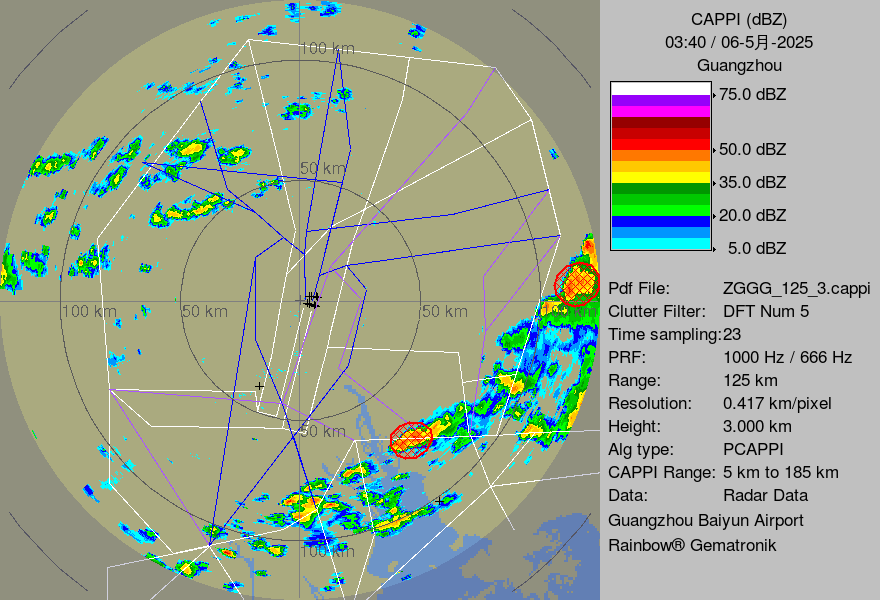 CAPPI (dBZ)
03:40 / 06-5月-2025
Guangzhou
75.0 dBZ
50.0 dBZ
35.0 dBZ
20.0 dBZ
5.0 dBZ
Pdf File: ZGGG_125_3.cappi
Clutter Filter: DFT Num 5
Time sampling:23
PRF: 1000 Hz / 666 Hz
Range: 125 km
Resolution: 0.417 km/pixel
Height: 3.000 km
Alg type: PCAPPI
CAPPI Range: 5 km to 185 km
Data: Radar Data
Guangzhou Baiyun Airport
Rainbow® Gematronik
100 km
50 km
100 km
50 km
50 km
50 km
100 km